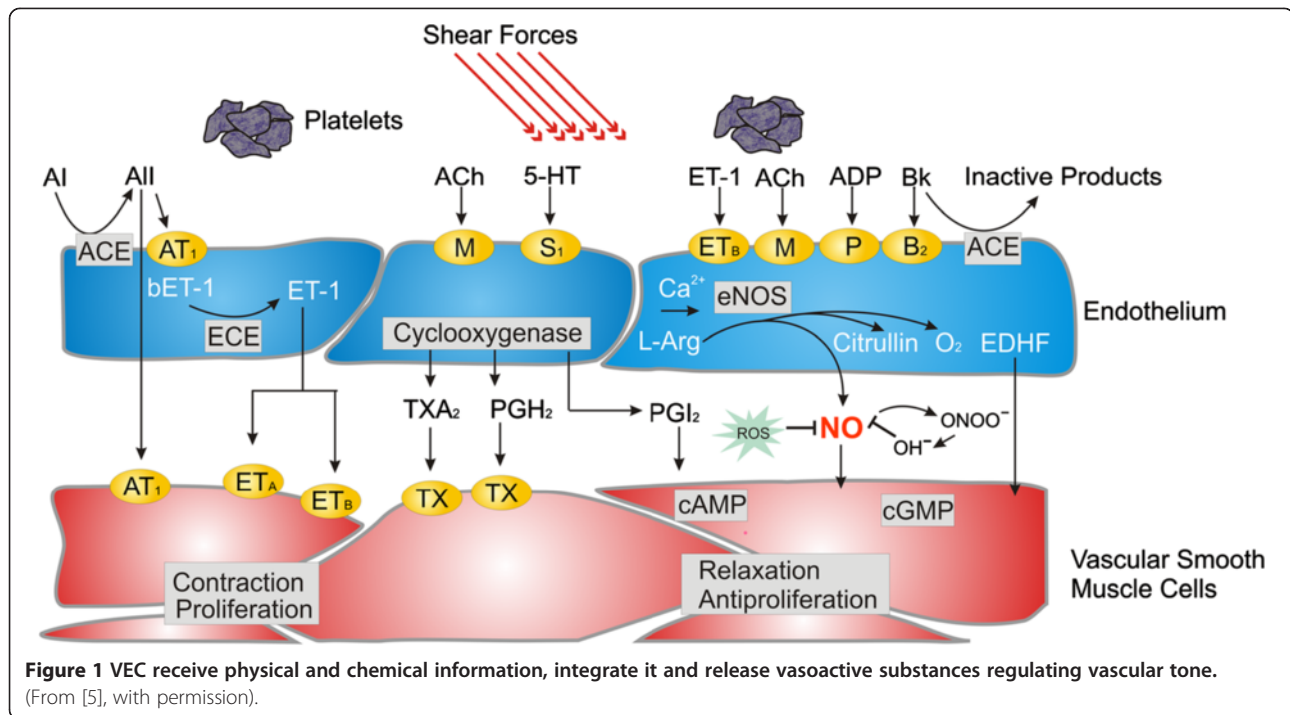 Shear Forces
Platelets
AI
AII
ACh
5-HT
ET-1
ACh
ADP
Bk
Inactive Products
ACE
AT₁
M
S₁
ETB
M
P
B₂
ACE
bET-1
ET-1
ECE
Cyclooxygenase
Ca²⁺
eNOS
L-Arg
Citrullin
O₂
EDHF
Endothelium
TXA₂
PGH₂
PGI₂
ROS
NO
ONOO⁻
OH⁻
AT₁
ETA
ETB
TX
TX
cAMP
cGMP
Contraction
Proliferation
Relaxation
Antiproliferation
Vascular Smooth
Muscle Cells
Figure 1 VEC receive physical and chemical information, integrate it and release vasoactive substances regulating vascular tone.
(From [5], with permission).